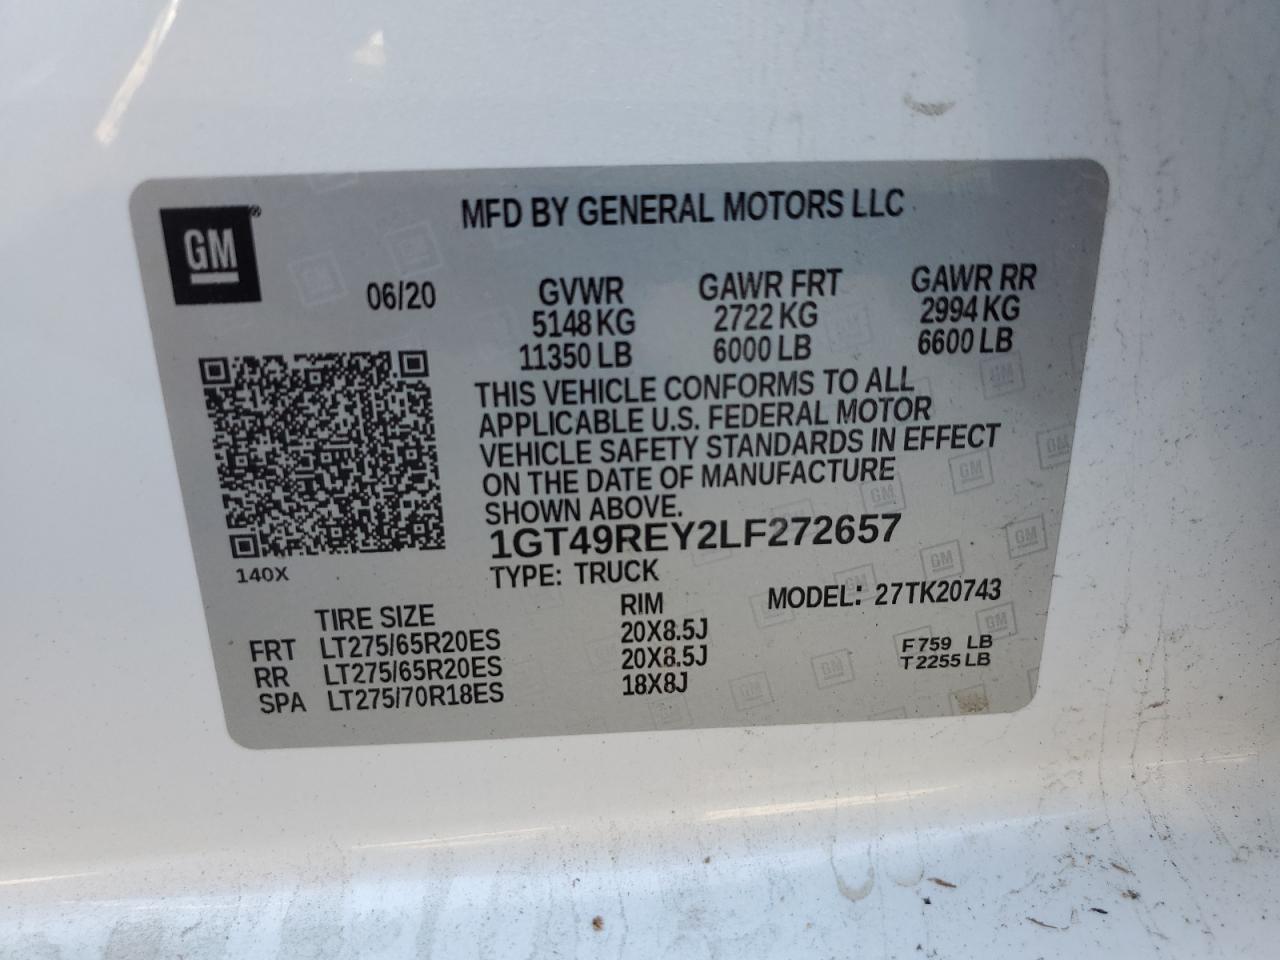 MFD BY GENERAL MOTORS LLC
GM®
06/20 GVWR GAWR FRT GAWR RR
5148 KG 2722 KG 2994 KG
11350 LB 6000 LB 6600 LB
THIS VEHICLE CONFORMS TO ALL
APPLICABLE U.S. FEDERAL MOTOR
VEHICLE SAFETY STANDARDS IN EFFECT
ON THE DATE OF MANUFACTURE
SHOWN ABOVE.
1GT49REY2LF272657
140X
TYPE: TRUCK
MODEL: 27TK20743
TIRE SIZE RIM
FRT LT275/65R20ES 20X8.5J
RR LT275/65R20ES 20X8.5J
SPA LT275/70R18ES 18X8J
F759 LB
T2255LB